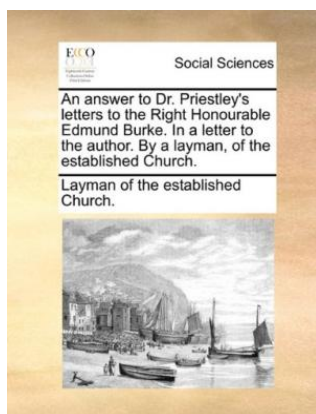 ECCO
Social Sciences
An answer to Dr. Priestley's
letters to the Right Honourable
Edmund Burke. In a letter to
the author. By a layman, of the
established Church.
Layman of the established
Church.